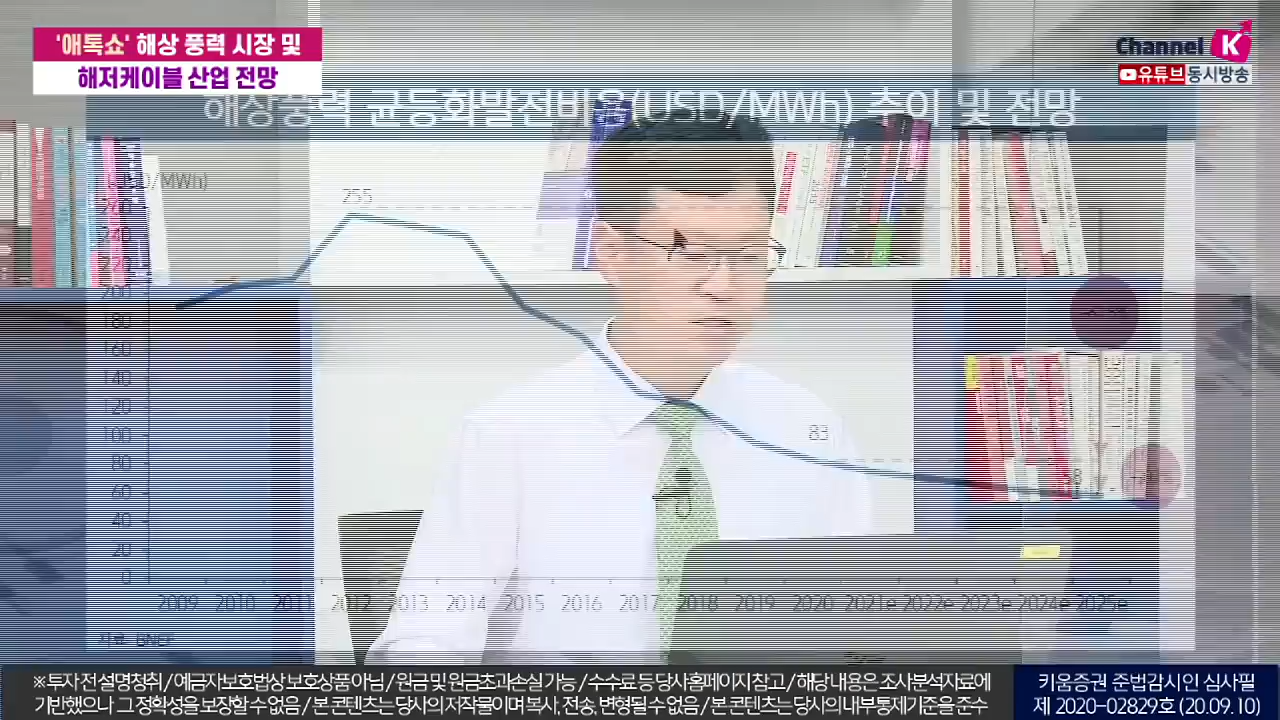 '애톡쇼' 해상 풍력 시장 및
해저케이블 산업 전망
Channel K
유튜브 동시방송
해상풍력 균등화발전비용(USD/MWh) 추이 및 전망
(USD/MWh)
255
200
180
160
140
120
100
80
60
40
20
0
83
2009 2010 2011 2012 2013 2014 2015 2016 2017 2018 2019 2020 2021e 2022e 2023e 2024e 2025e
자료: BNEF
※ 투자 전 설명청취 / 예금자보호법상 보호상품 아님 / 원금 및 원금초과손실 가능 / 수수료 등 당사홈페이지 참고 / 해당 내용은 조사분석자료에
기반했으나 그 정확성을 보장할 수 없음 / 본 콘텐츠는 당사의 저작물이며 복사, 전송, 변형될 수 없음 / 본 콘텐츠는 당사의 내부통제기준을 준수
키움증권 준법감시인 심사필
제 2020-02829호 (20.09.10)